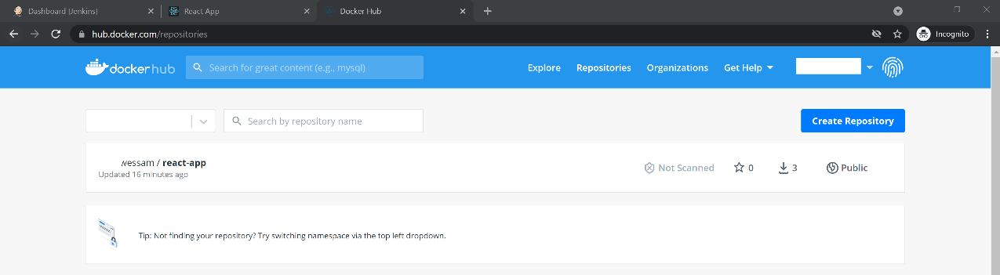 Dashboard [Jenkins]
React App
Docker Hub
hub.docker.com/repositories
Incognito
docker hub
Search for great content (e.g., mysql)
Explore
Repositories
Organizations
Get Help
Search by repository name
Create Repository
wessam / react-app
Updated 16 minutes ago
Not Scanned
0
3
Public
Tip: Not finding your repository? Try switching namespace via the top left dropdown.